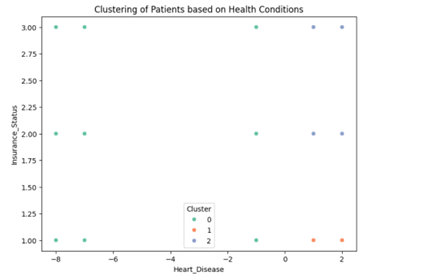 Clustering of Patients based on Health Conditions
3.00
2.75
2.50
2.25
2.00
1.75
1.50
1.25
1.00
Insurance_Status
Cluster
0
1
2
−8 −6 −4 −2 0 2
Heart_Disease